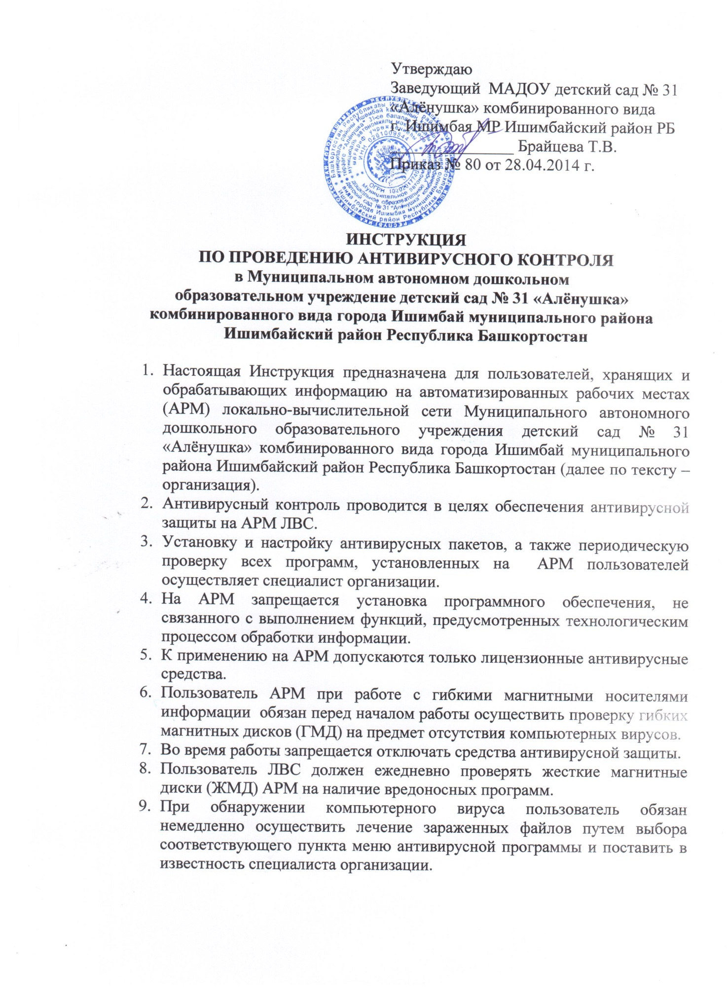 Утверждаю
Заведующий МАДОУ детский сад № 31
«Алёнушка» комбинированного вида
г. Ишимбая МР Ишимбайский район РБ
Брайцева Т.В.
Приказ № 80 от 28.04.2014 г.
ИНН 0261009544
ИНСТРУКЦИЯ
ПО ПРОВЕДЕНИЮ АНТИВИРУСНОГО КОНТРОЛЯ
в Муниципальном автономном дошкольном
образовательном учреждение детский сад № 31 «Алёнушка»
комбинированного вида города Ишимбай муниципального района
Ишимбайский район Республика Башкортостан
1. Настоящая Инструкция предназначена для пользователей, хранящих и
обрабатывающих информацию на автоматизированных рабочих местах
(АРМ) локально-вычислительной сети Муниципального автономного
дошкольного образовательного учреждения детский сад № 31
«Алёнушка» комбинированного вида города Ишимбай муниципального
района Ишимбайский район Республика Башкортостан (далее по тексту –
организация).
2. Антивирусный контроль проводится в целях обеспечения антивирусной
защиты на АРМ ЛВС.
3. Установку и настройку антивирусных пакетов, а также периодическую
проверку всех программ, установленных на АРМ пользователей
осуществляет специалист организации.
4. На АРМ запрещается установка программного обеспечения, не
связанного с выполнением функций, предусмотренных технологическим
процессом обработки информации.
5. К применению на АРМ допускаются только лицензионные антивирусные
средства.
6. Пользователь АРМ при работе с гибкими магнитными носителями
информации обязан перед началом работы осуществить проверку гибких
магнитных дисков (ГМД) на предмет отсутствия компьютерных вирусов.
7. Во время работы запрещается отключать средства антивирусной защиты.
8. Пользователь ЛВС должен ежедневно проверять жесткие магнитные
диски (ЖМД) АРМ на наличие вредоносных программ.
9. При обнаружении компьютерного вируса пользователь обязан
немедленно осуществить лечение зараженных файлов путем выбора
соответствующего пункта меню антивирусной программы и поставить в
известность специалиста организации.